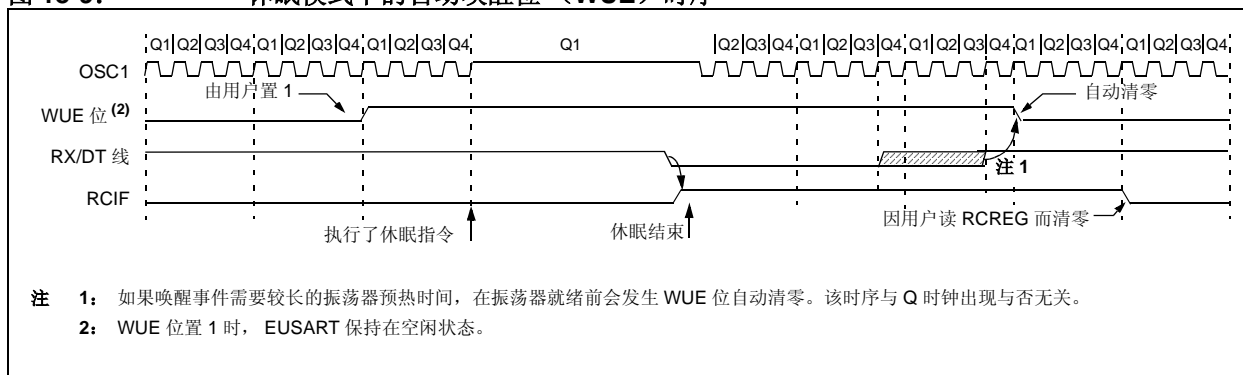 Q1 Q2 Q3 Q4 Q1 Q2 Q3 Q4 Q1 Q2 Q3 Q4 Q1 Q2 Q3 Q4 Q1 Q2 Q3 Q4 Q1 Q2 Q3 Q4 Q1 Q2 Q3 Q4 Q1 Q2 Q3 Q4
OSC1
由用户置 1
自动清零
WUE 位(2)
RX/DT 线
注 1
RCIF
因用户读 RCREG 而清零
执行了休眠指令
休眠结束
注 1: 如果唤醒事件需要较长的振荡器预热时间，在振荡器就绪前会发生 WUE 位自动清零。该时序与 Q 时钟出现与否无关。
2: WUE 位置 1 时， EUSART 保持在空闲状态。